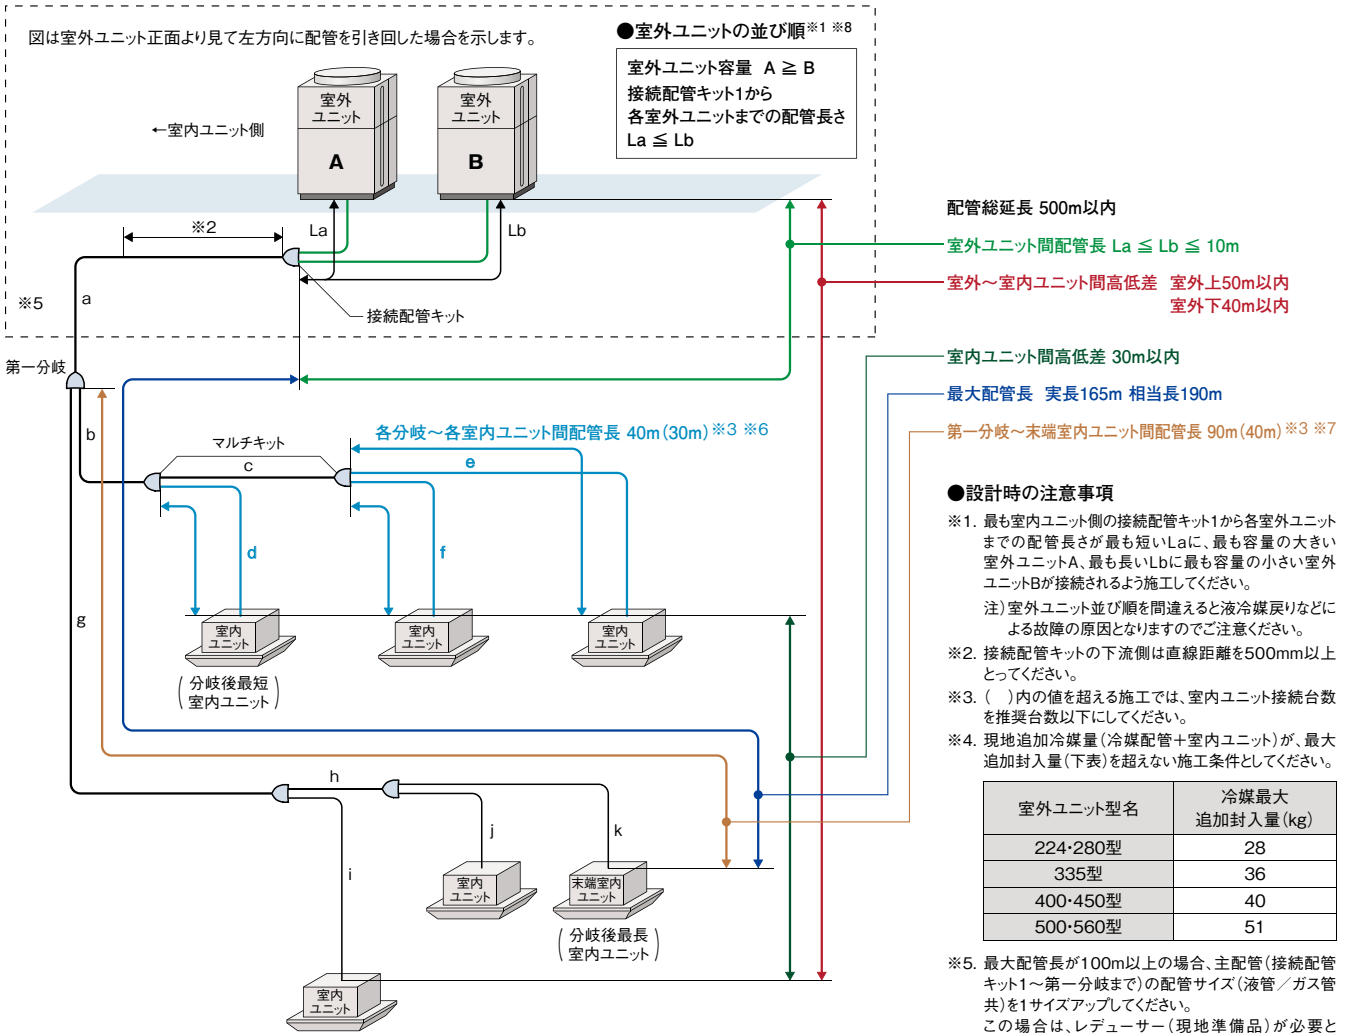 図は室外ユニット正面より見て左方向に配管を引き回した場合を示します。
●室外ユニットの並び順※1 ※8
室外ユニット容量 A ≧ B
接続配管キット1から
各室外ユニットまでの配管長さ
La ≦ Lb
←室内ユニット側
室外
ユニット
A
室外
ユニット
B
※2
La
Lb
a
※5
接続配管キット
第一分岐
配管総延長 500m以内
室外ユニット間配管長 La ≦ Lb ≦ 10m
室外～室内ユニット間高低差 室外上50m以内
室外下40m以内
室内ユニット間高低差 30m以内
最大配管長 実長165m 相当長190m
第一分岐～末端室内ユニット間配管長 90m(40m)※3 ※7
b
マルチキット
c
各分岐～各室内ユニット間配管長 40m(30m)※3 ※6
e
d
f
g
室内
ユニット
(分岐後最短
室内ユニット)
室内
ユニット
室内
ユニット
h
i
j
k
室内
ユニット
末端室内
ユニット
(分岐後最長
室内ユニット)
室内
ユニット
●設計時の注意事項
※1. 最も室内ユニット側の接続配管キット1から各室外ユニット
までの配管長さが最も短いLaに、最も容量の大きい
室外ユニットA、最も長いLbに最も容量の小さい室外
ユニットBが接続されるよう施工してください。
注)室外ユニット並び順を間違えると液冷媒戻りなどに
よる故障の原因となりますのでご注意ください。
※2. 接続配管キットの下流側は直線距離を500mm以上
とってください。
※3. ( )内の値を超える施工では、室内ユニット接続台数
を推奨台数以下にしてください。
※4. 現地追加冷媒量(冷媒配管＋室内ユニット)が、最大
追加封入量(下表)を超えない施工条件としてください。
室外ユニット型名 冷媒最大
追加封入量(kg)
224・280型 28
335型 36
400・450型 40
500・560型 51
※5. 最大配管長が100m以上の場合、主配管(接続配管
キット1～第一分岐まで)の配管サイズ(液管／ガス管
共)を1サイズアップしてください。
この場合は、レデューサー(現地準備品)が必要と